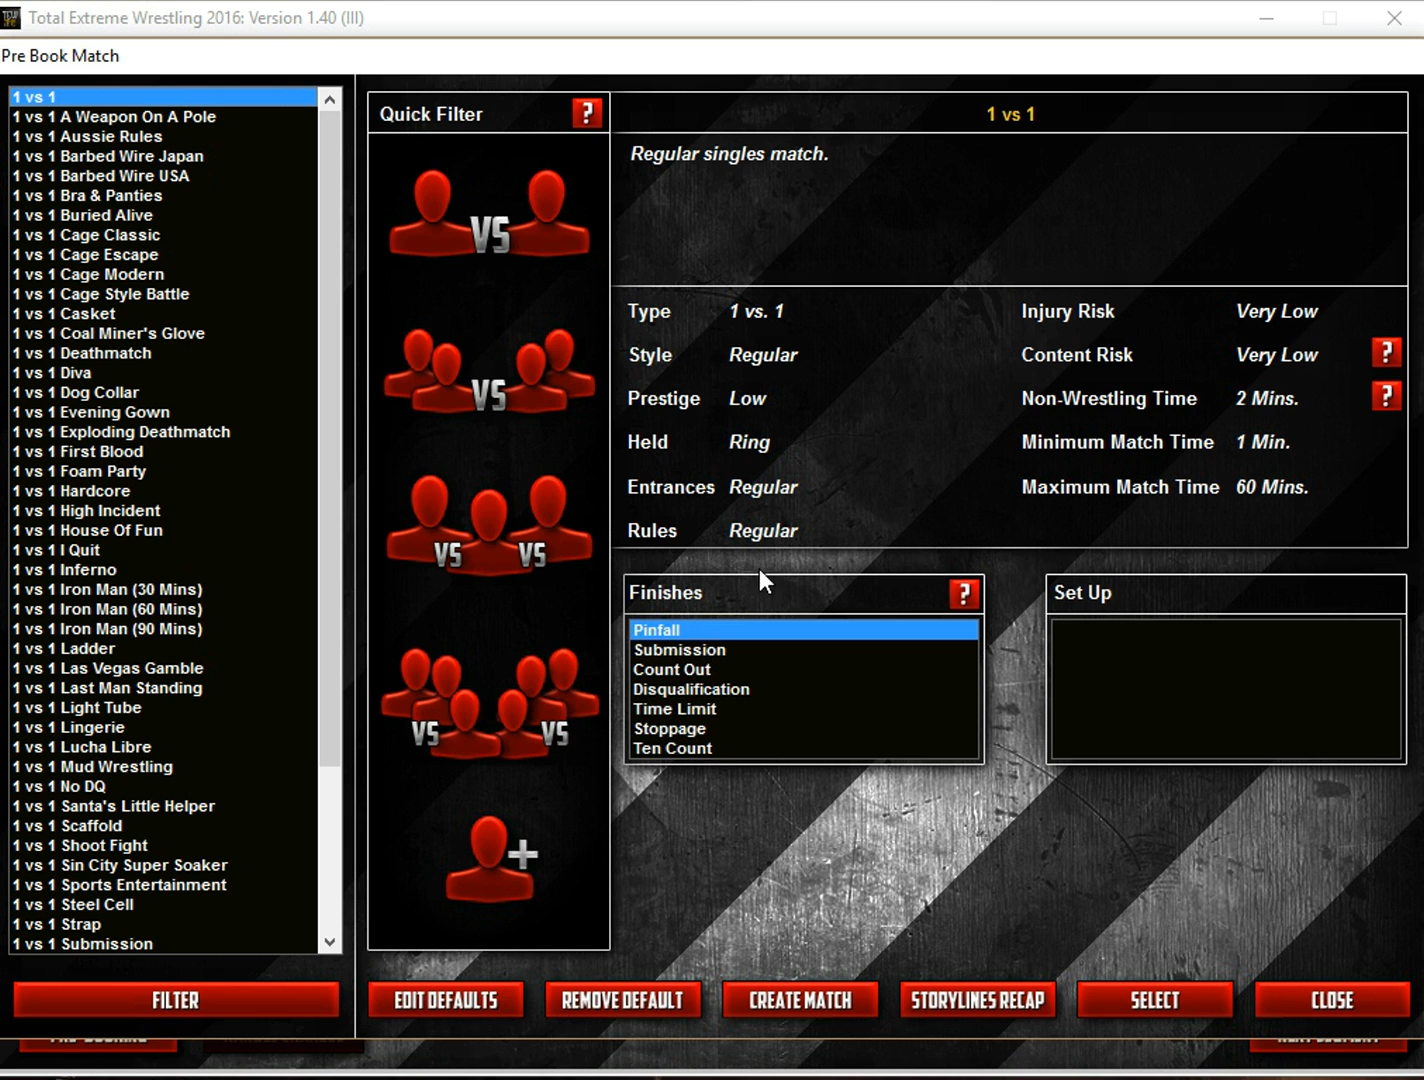 Total Extreme Wrestling 2016: Version 1.40 (III)
Pre Book Match
1 vs 1
1 vs 1 A Weapon On A Pole
1 vs 1 Aussie Rules
1 vs 1 Barbed Wire Japan
1 vs 1 Barbed Wire USA
1 vs 1 Bra & Panties
1 vs 1 Buried Alive
1 vs 1 Cage Classic
1 vs 1 Cage Escape
1 vs 1 Cage Modern
1 vs 1 Cage Style Battle
1 vs 1 Casket
1 vs 1 Coal Miner's Glove
1 vs 1 Deathmatch
1 vs 1 Diva
1 vs 1 Dog Collar
1 vs 1 Evening Gown
1 vs 1 Exploding Deathmatch
1 vs 1 First Blood
1 vs 1 Foam Party
1 vs 1 Hardcore
1 vs 1 High Incident
1 vs 1 House Of Fun
1 vs 1 I Quit
1 vs 1 Inferno
1 vs 1 Iron Man (30 Mins)
1 vs 1 Iron Man (60 Mins)
1 vs 1 Iron Man (90 Mins)
1 vs 1 Ladder
1 vs 1 Las Vegas Gamble
1 vs 1 Last Man Standing
1 vs 1 Light Tube
1 vs 1 Lingerie
1 vs 1 Lucha Libre
1 vs 1 Mud Wrestling
1 vs 1 No DQ
1 vs 1 Santa's Little Helper
1 vs 1 Scaffold
1 vs 1 Shoot Fight
1 vs 1 Sin City Super Soaker
1 vs 1 Sports Entertainment
1 vs 1 Steel Cell
1 vs 1 Strap
1 vs 1 Submission
FILTER
Quick Filter ?
VS
VS
VS VS
VS VS
+
1 vs 1
Regular singles match.
Type 1 vs. 1
Style Regular
Prestige Low
Held Ring
Entrances Regular
Rules Regular
Injury Risk Very Low
Content Risk Very Low ?
Non-Wrestling Time 2 Mins. ?
Minimum Match Time 1 Min.
Maximum Match Time 60 Mins.
Finishes ?
Pinfall
Submission
Count Out
Disqualification
Time Limit
Stoppage
Ten Count
Set Up
EDIT DEFAULTS
REMOVE DEFAULT
CREATE MATCH
STORYLINES RECAP
SELECT
CLOSE